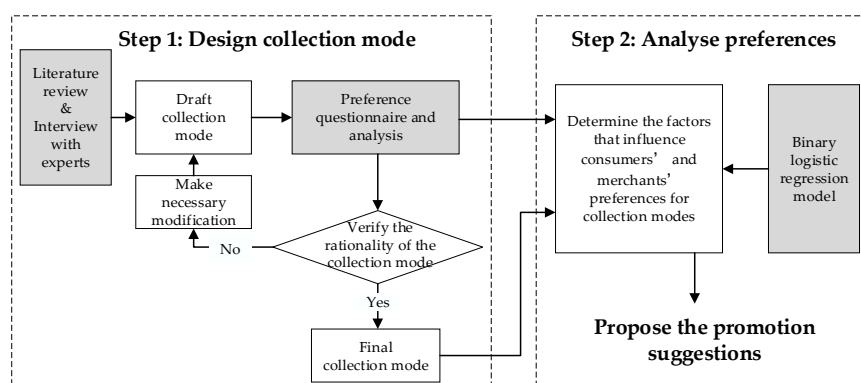 Step 1: Design collection mode
Literature
review
&
Interview
with
experts
Draft
collection
mode
Preference
questionnaire and
analysis
Make
necessary
modification
No
Verify the
rationality of the
collection mode
Yes
Final
collection mode
Step 2: Analyse preferences
Determine the factors
that influence
consumers’ and
merchants’
preferences for
collection modes
Binary
logistic
regression
model
Propose the promotion
suggestions